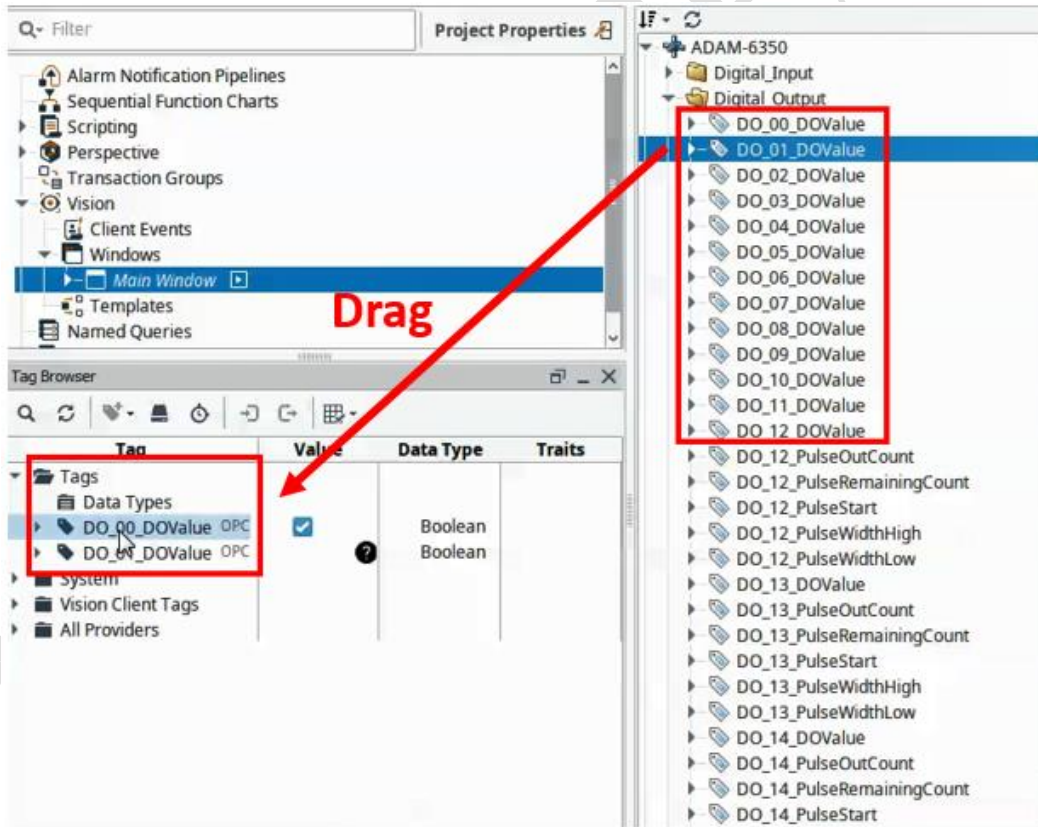 Filter
Project Properties
Alarm Notification Pipelines
Sequential Function Charts
Scripting
Perspective
Transaction Groups
Vision
Client Events
Windows
Main Window
Templates
Named Queries
Drag
Tag Browser
Tag Value Data Type Traits
Tags
Data Types
DO_00_DOValue OPC Boolean
DO_01_DOValue OPC Boolean
System
Vision Client Tags
All Providers
ADAM-6350
Digital_Input
Digital_Output
DO_00_DOValue
DO_01_DOValue
DO_02_DOValue
DO_03_DOValue
DO_04_DOValue
DO_05_DOValue
DO_06_DOValue
DO_07_DOValue
DO_08_DOValue
DO_09_DOValue
DO_10_DOValue
DO_11_DOValue
DO_12_DOValue
DO_12_PulseOutCount
DO_12_PulseRemainingCount
DO_12_PulseStart
DO_12_PulseWidthHigh
DO_12_PulseWidthLow
DO_13_DOValue
DO_13_PulseOutCount
DO_13_PulseRemainingCount
DO_13_PulseStart
DO_13_PulseWidthHigh
DO_13_PulseWidthLow
DO_14_DOValue
DO_14_PulseOutCount
DO_14_PulseRemainingCount
DO_14_PulseStart